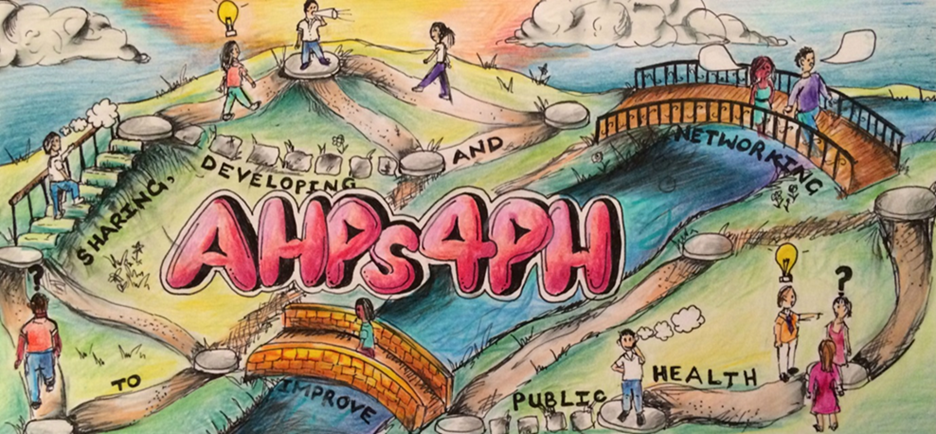 SHARING,
DEVELOPING
AND
NETWORKING
AHPs4PH
?
TO
IMPROVE
PUBLIC
HEALTH
?